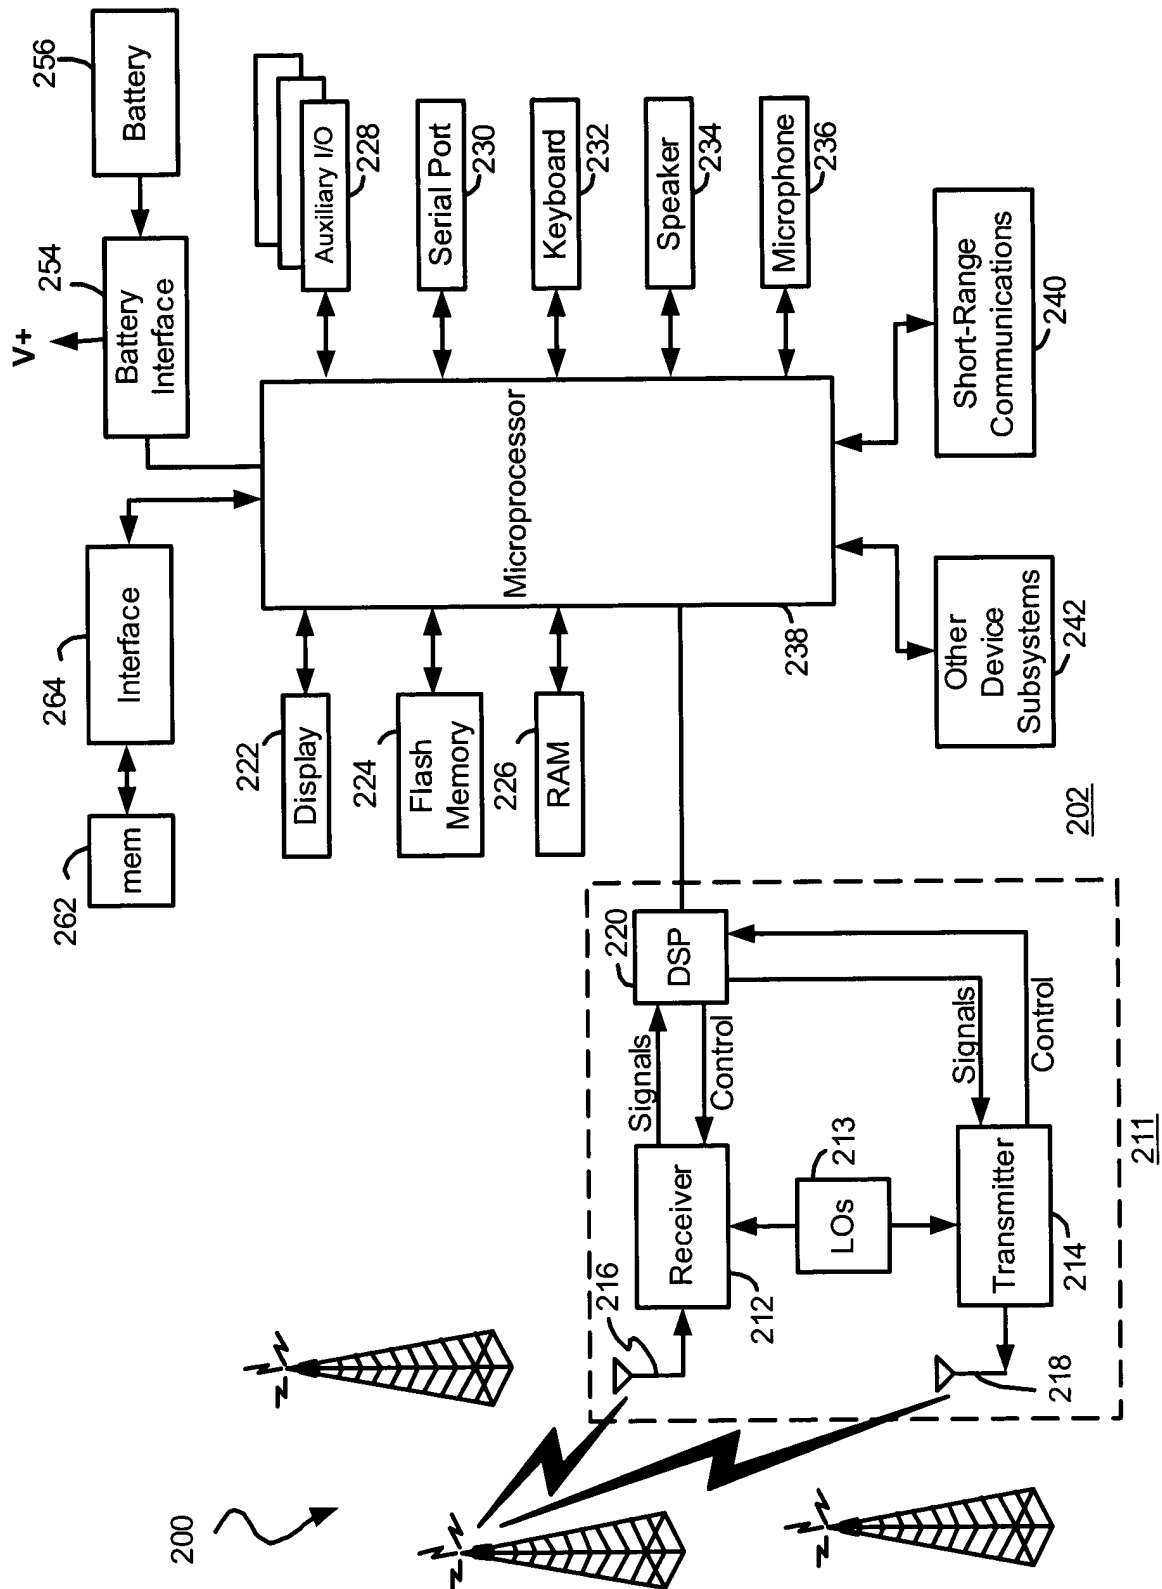 200
211
216
Receiver
212
Signals
Control
LOs
213
Transmitter
214
218
Signals
Control
DSP
220
202
262
mem
264
Interface
222
Display
224
Flash
Memory
226
RAM
Microprocessor
238
V+
254
Battery
Interface
256
Battery
Auxiliary I/O
228
Serial Port
230
Keyboard
232
Speaker
234
Microphone
236
Other
Device
Subsystems
242
Short-Range
Communications
240